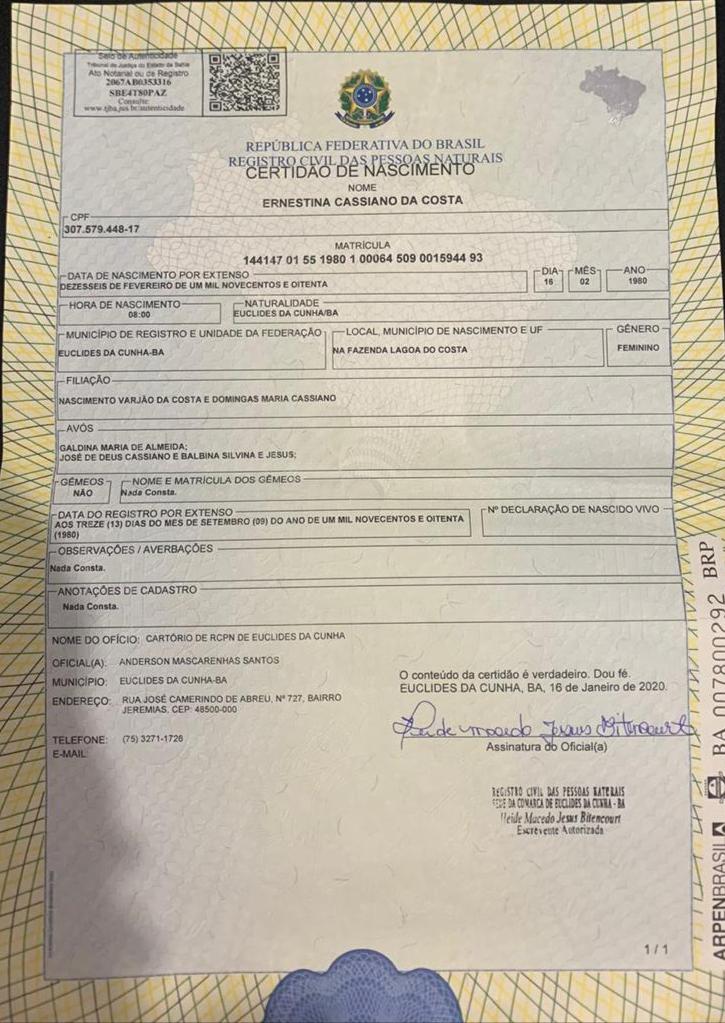 Selo de Autenticidade
Tribunal de Justiça do Estado da Bahia
Ato Notarial ou de Registro
2067AB0353316
SBE4T80PAZ
Consulte:
www.tjba.jus.br/autenticidade
REPÚBLICA FEDERATIVA DO BRASIL
REGISTRO CIVIL DAS PESSOAS NATURAIS
CERTIDÃO DE NASCIMENTO
NOME
ERNESTINA CASSIANO DA COSTA
CPF
307.579.448-17
MATRÍCULA
144147 01 55 1980 1 00064 509 0015944 93
DATA DE NASCIMENTO POR EXTENSO DIA MÊS ANO
DEZESSEIS DE FEVEREIRO DE UM MIL NOVECENTOS E OITENTA 16 02 1980
HORA DE NASCIMENTO NATURALIDADE
08:00 EUCLIDES DA CUNHA/BA
MUNICÍPIO DE REGISTRO E UNIDADE DA FEDERAÇÃO LOCAL, MUNICÍPIO DE NASCIMENTO E UF GÊNERO
EUCLIDES DA CUNHA-BA NA FAZENDA LAGOA DO COSTA FEMININO
FILIAÇÃO
NASCIMENTO VARJÃO DA COSTA E DOMINGAS MARIA CASSIANO
AVÓS
GALDINA MARIA DE ALMEIDA;
JOSÉ DE DEUS CASSIANO E BALBINA SILVINA E JESUS;
GÊMEOS NOME E MATRÍCULA DOS GÊMEOS
NÃO Nada Consta.
DATA DO REGISTRO POR EXTENSO Nº DECLARAÇÃO DE NASCIDO VIVO
AOS TREZE (13) DIAS DO MES DE SETEMBRO (09) DO ANO DE UM MIL NOVECENTOS E OITENTA
(1980)
OBSERVAÇÕES / AVERBAÇÕES
Nada Consta.
ANOTAÇÕES DE CADASTRO
Nada Consta.
NOME DO OFÍCIO: CARTÓRIO DE RCPN DE EUCLIDES DA CUNHA
OFICIAL(A): ANDERSON MASCARENHAS SANTOS
MUNICÍPIO: EUCLIDES DA CUNHA-BA
ENDEREÇO: RUA JOSÉ CAMERINDO DE ABREU, Nº 727, BAIRRO
JEREMIAS, CEP: 48500-000
TELEFONE: (75) 3271-1726
E-MAIL:
O conteúdo da certidão é verdadeiro. Dou fé.
EUCLIDES DA CUNHA, BA, 16 de Janeiro de 2020.
Macedo Jesus Bitencourt
Assinatura do Oficial(a)
REGISTRO CIVIL DAS PESSOAS NATURAIS
SEDE DA COMARCA DE EUCLIDES DA CUNHA - BA
Neide Macedo Jesus Bitencourt
Escrevente Autorizada
1 / 1
ARPENBRASIL BA 007800292 BRP